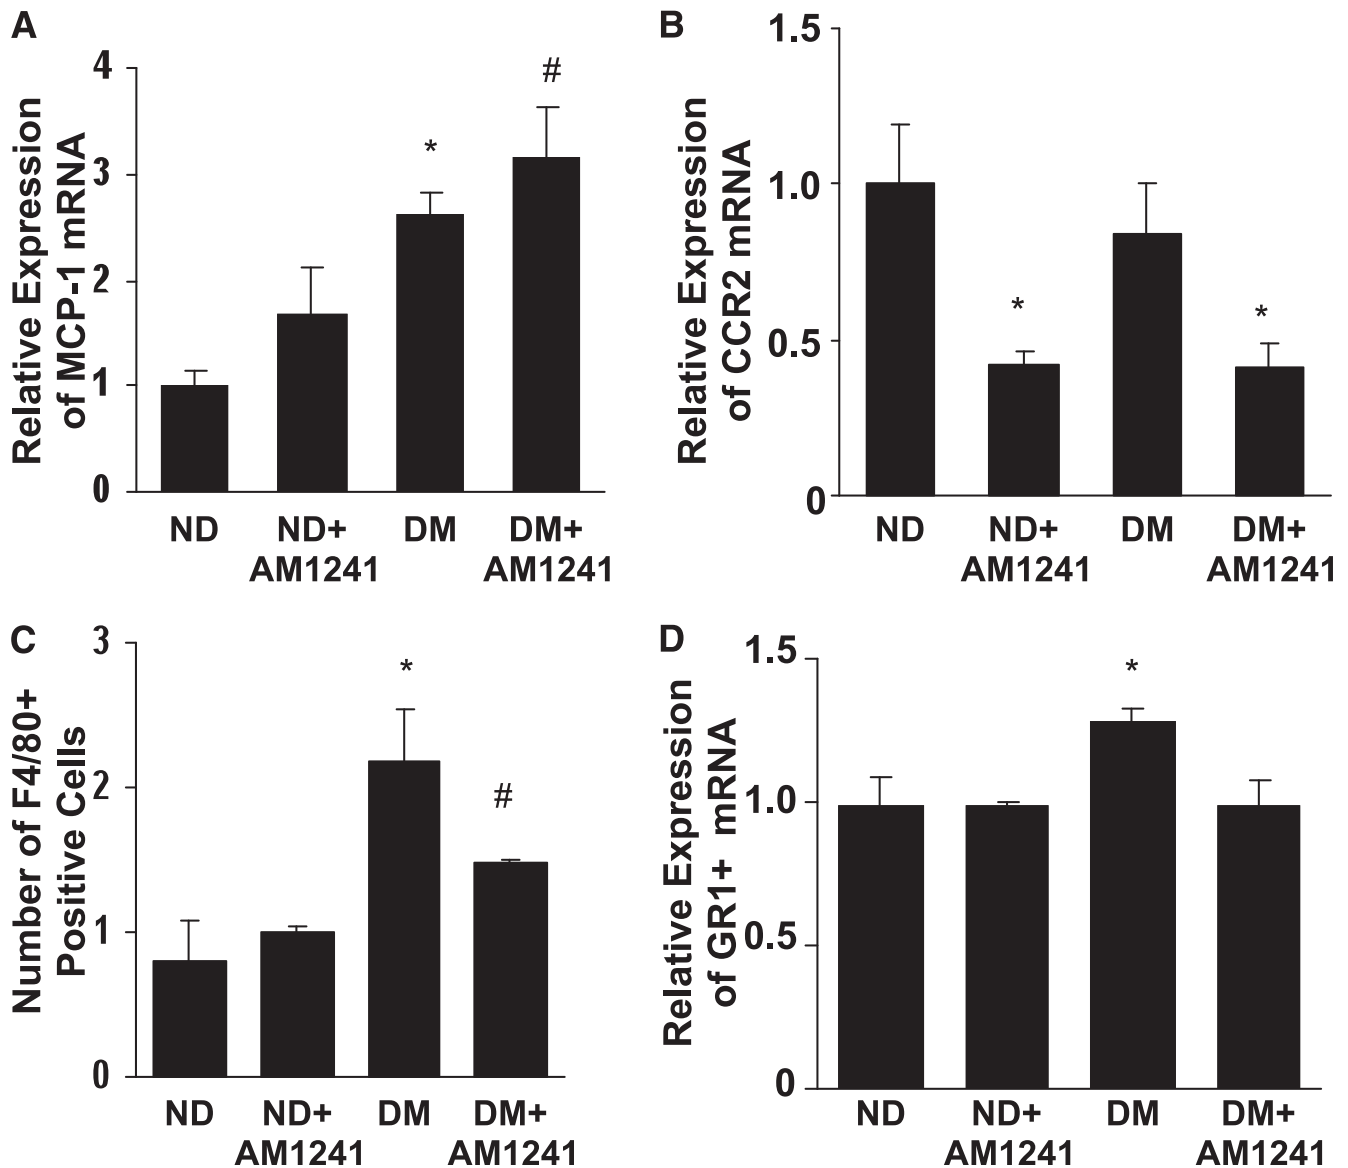 A
Relative Expression
of MCP-1 mRNA
4
3
2
1
0
*
#
ND
ND+
AM1241
DM
DM+
AM1241
B
Relative Expression
of CCR2 mRNA
1.5
1.0
0.5
0
*
*
ND
ND+
AM1241
DM
DM+
AM1241
C
Number of F4/80+
Positive Cells
3
2
1
0
*
#
ND
ND+
AM1241
DM
DM+
AM1241
D
Relative Expression
of GR1+ mRNA
1.5
1.0
0.5
0
*
ND
ND+
AM1241
DM
DM+
AM1241